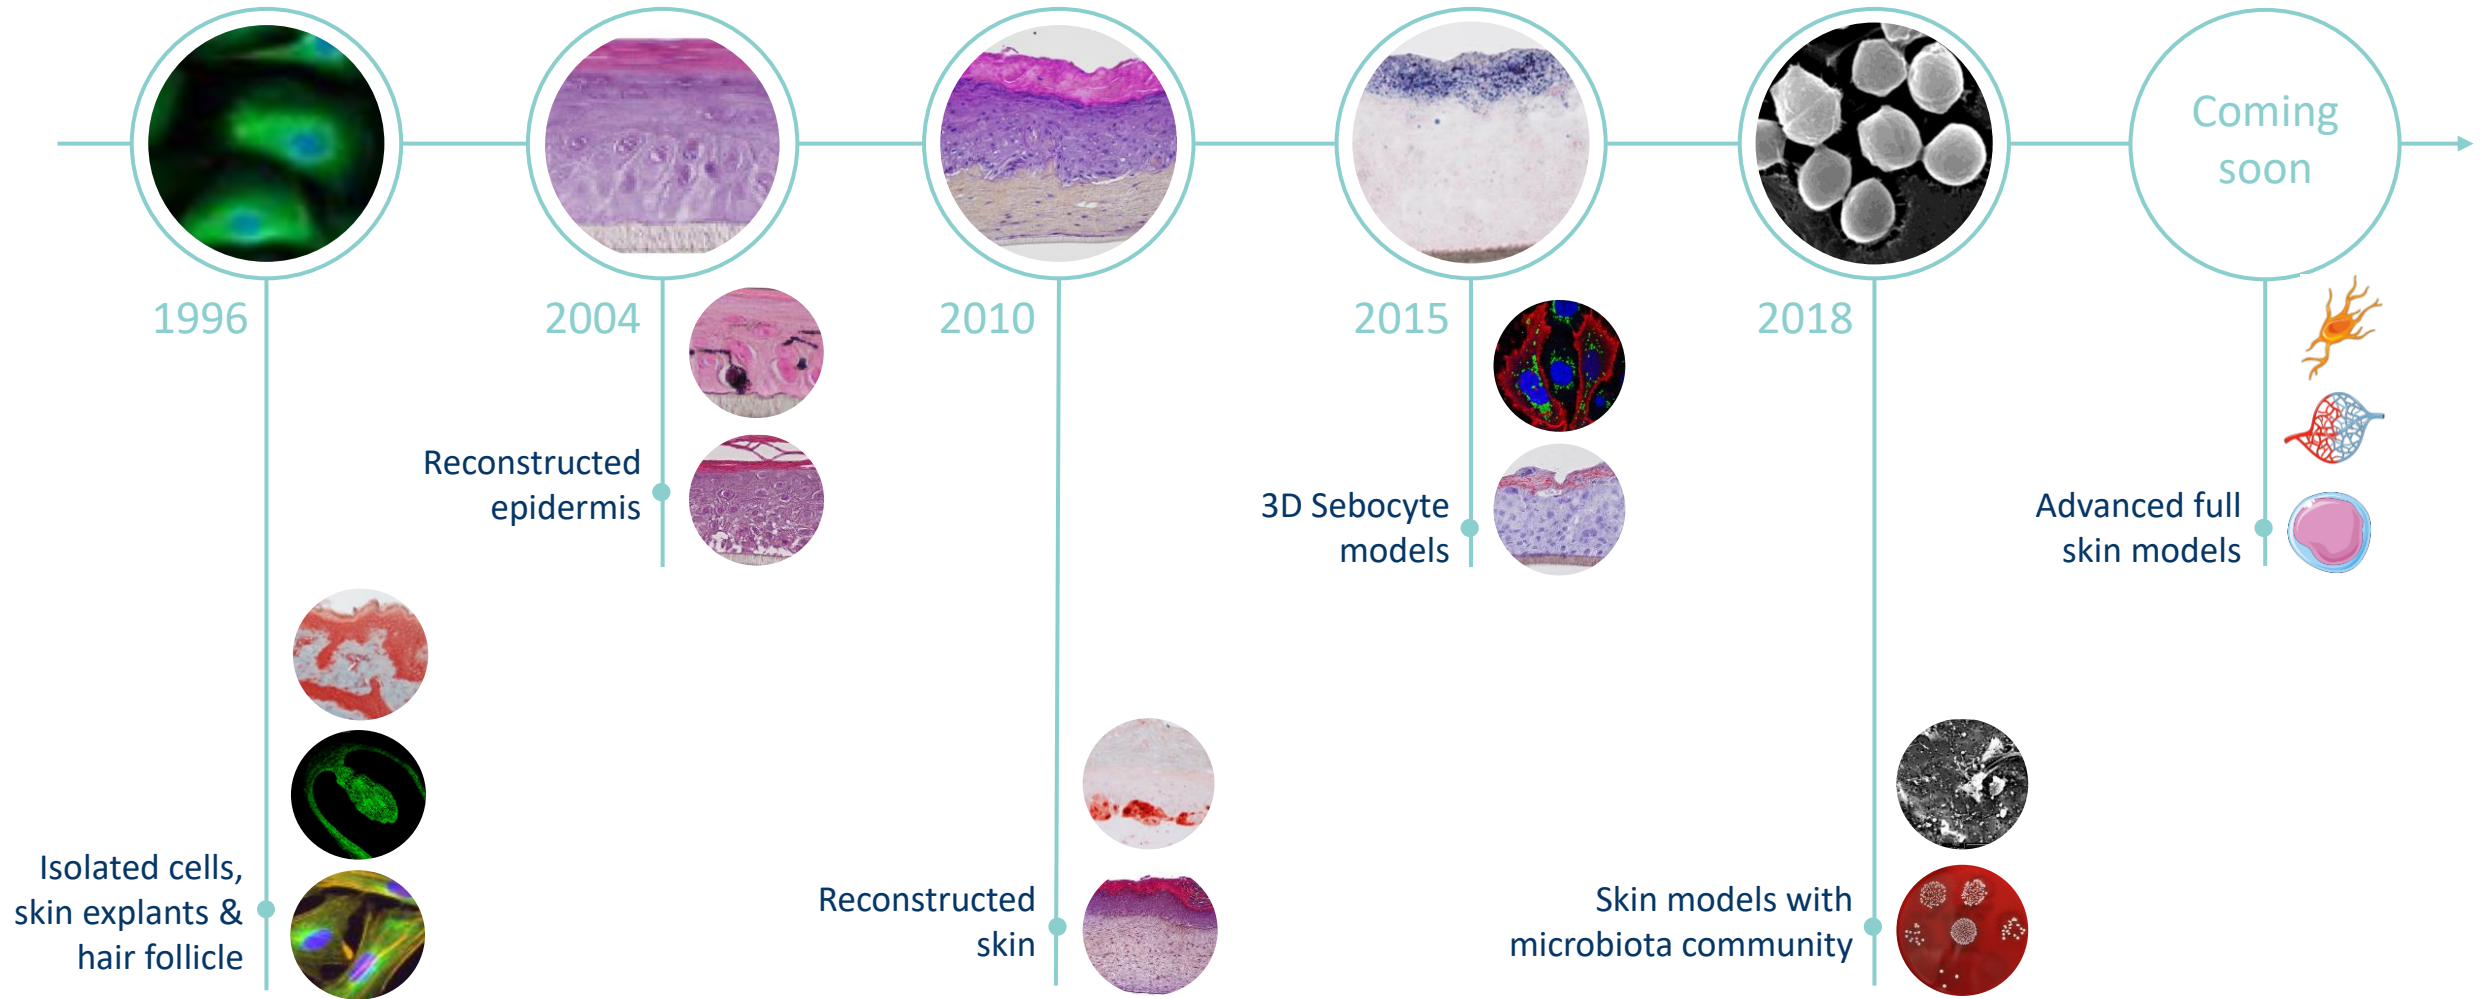 Coming
soon
1996
2004
2010
2015
2018
Reconstructed
epidermis
3D Sebocyte
models
Advanced full
skin models
Isolated cells,
skin explants &
hair follicle
Reconstructed
skin
Skin models with
microbiota community